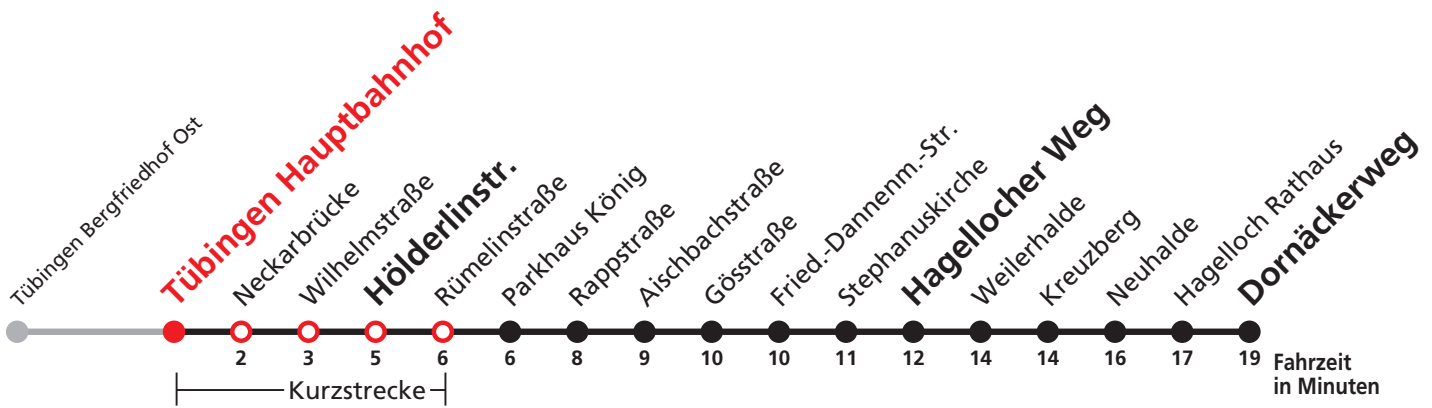 Tübingen Bergfriedhof Ost
Tübingen Hauptbahnhof
Neckarbrücke
Wilhelmstraße
Hölderlinstr.
Rümelinstraße
Parkhaus König
Rappstraße
Aischbachstraße
Gösstraße
Fried.-Dannenm.-Str.
Stephanuskirche
Hagellocher Weg
Weilerhalde
Kreuzberg
Neuhalde
Hagelloch Rathaus
Dornäckerweg
2 3 5 6 6 8 9 10 10 11 12 14 14 16 17 19
Fahrzeit
in Minuten
Kurzstrecke